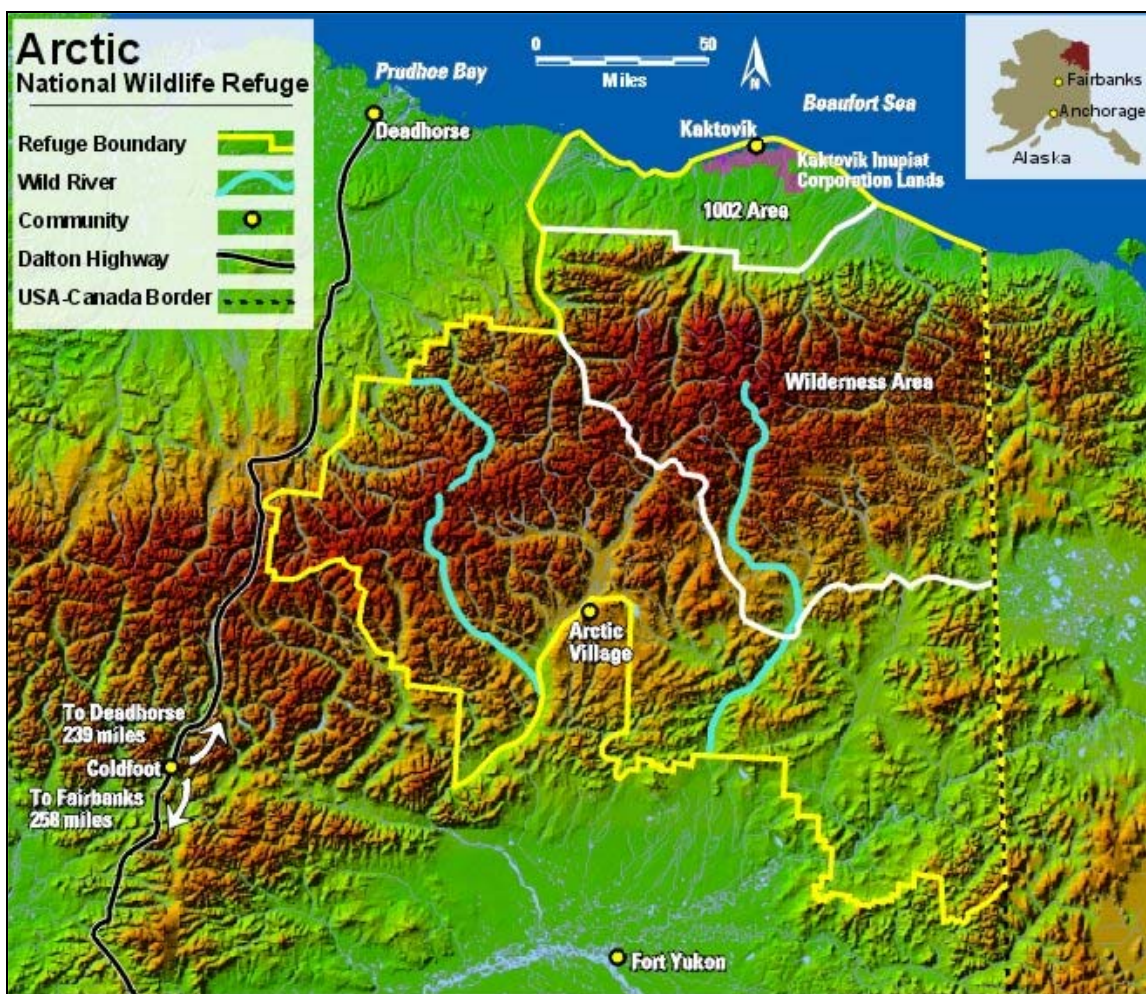 Arctic
National Wildlife Refuge
Refuge Boundary
Wild River
Community
Dalton Highway
USA-Canada Border
Prudhoe Bay
Deadhorse
0 50
Miles
N
Beaufort Sea
Kaktovik
Kaktovik Inupiat
Corporation Lands
1002 Area
Fairbanks
Anchorage
Alaska
Wilderness Area
Arctic
Village
To Deadhorse
239 miles
Coldfoot
To Fairbanks
258 miles
Fort Yukon